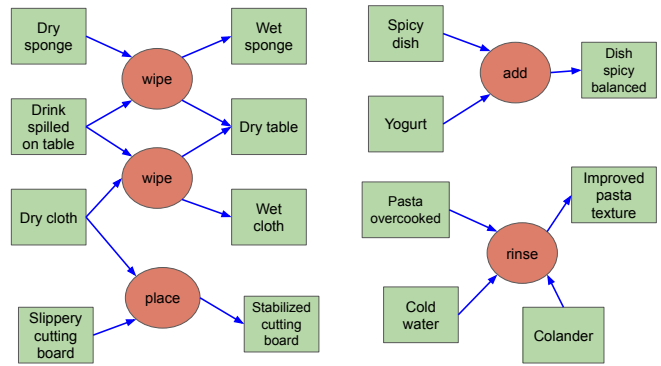 Dry
sponge
Wet
sponge
wipe
Drink
spilled
on table
Dry table
wipe
Dry cloth
Wet
cloth
place
Slippery
cutting
board
Stabilized
cutting
board
Spicy
dish
add
Dish
spicy
balanced
Yogurt
Pasta
overcooked
Improved
pasta
texture
rinse
Cold
water
Colander